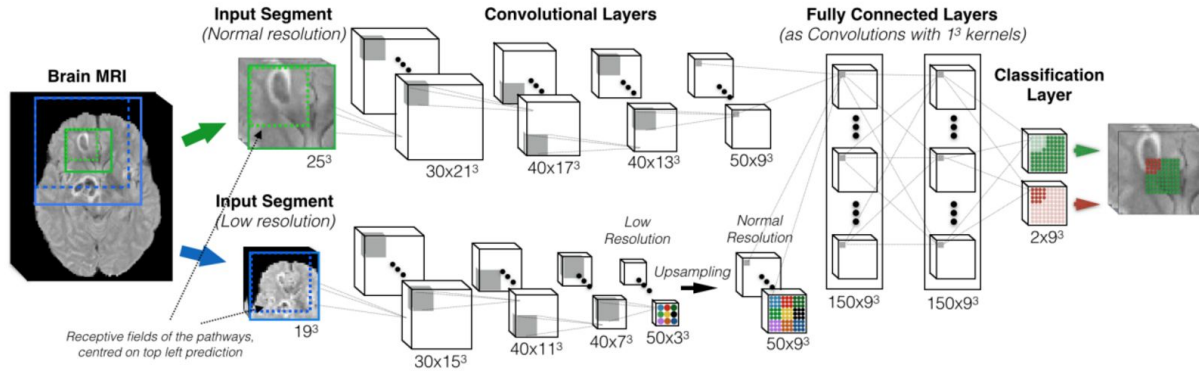 Brain MRI
Input Segment
(Normal resolution)
25³
Convolutional Layers
30x21³
40x17³
40x13³
50x9³
Fully Connected Layers
(as Convolutions with 1³ kernels)
150x9³
150x9³
Classification
Layer
2x9³
Input Segment
(Low resolution)
19³
30x15³
40x11³
40x7³
Low
Resolution
50x3³
Upsampling
Normal
Resolution
50x9³
Receptive fields of the pathways,
centred on top left prediction